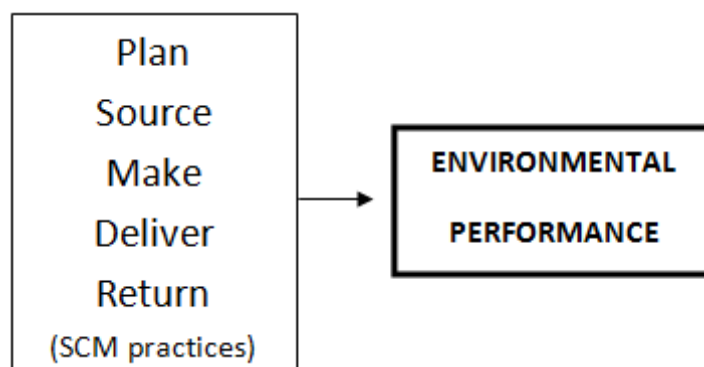 Plan
Source
Make
Deliver
Return
(SCM practices)
ENVIRONMENTAL
PERFORMANCE